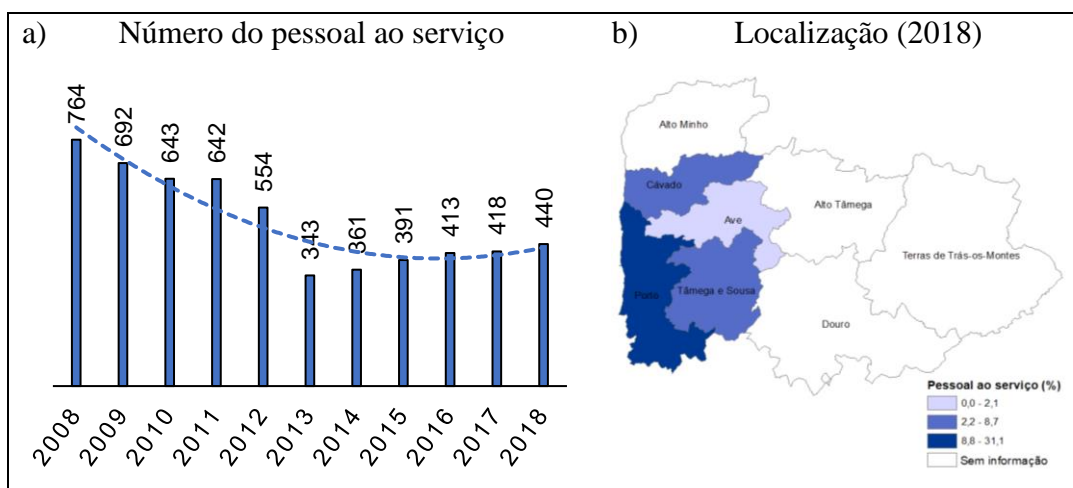 a) Número do pessoal ao serviço
764
692
643
642
554
343
361
391
413
418
440
2008
2009
2010
2011
2012
2013
2014
2015
2016
2017
2018
b) Localização (2018)
Alto Minho
Cávado
Ave
Alto Tâmega
Terras de Trás-os-Montes
Porto
Tâmega e Sousa
Douro
Pessoal ao serviço (%)
0,0 - 2,1
2,2 - 8,7
8,8 - 31,1
Sem informação